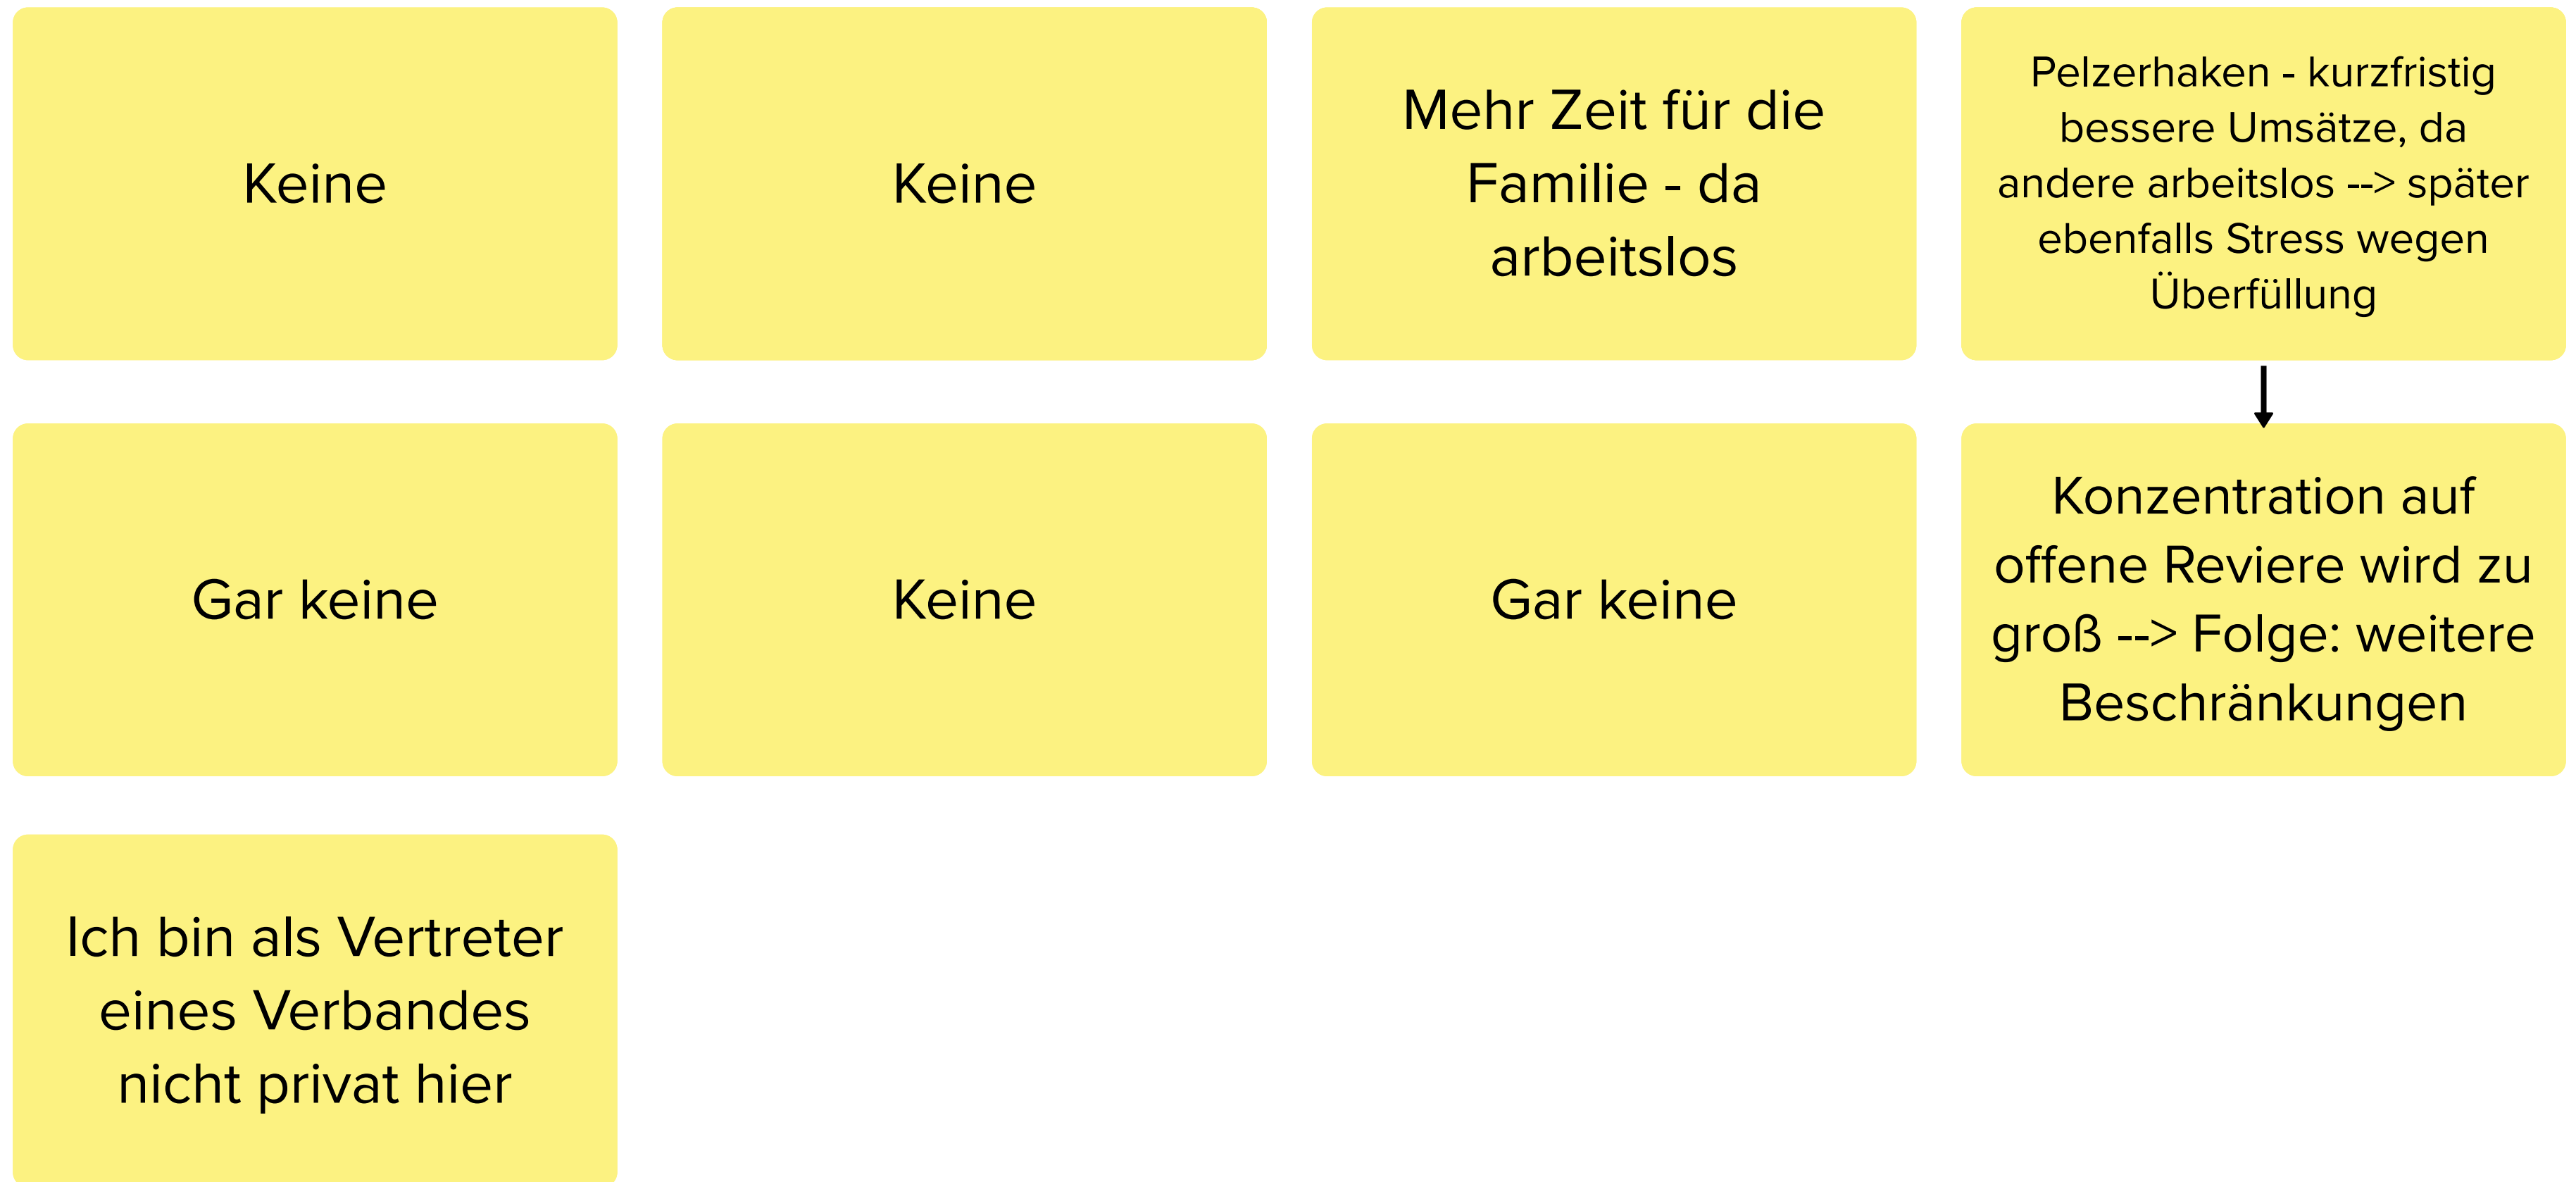 Keine
Keine
Mehr Zeit für die
Familie - da
arbeitslos
Pelzerhaken - kurzfristig
bessere Umsätze, da
andere arbeitslos --> später
ebenfalls Stress wegen
Überfüllung
Gar keine
Keine
Gar keine
Konzentration auf
offene Reviere wird zu
groß --> Folge: weitere
Beschränkungen
Ich bin als Vertreter
eines Verbandes
nicht privat hier